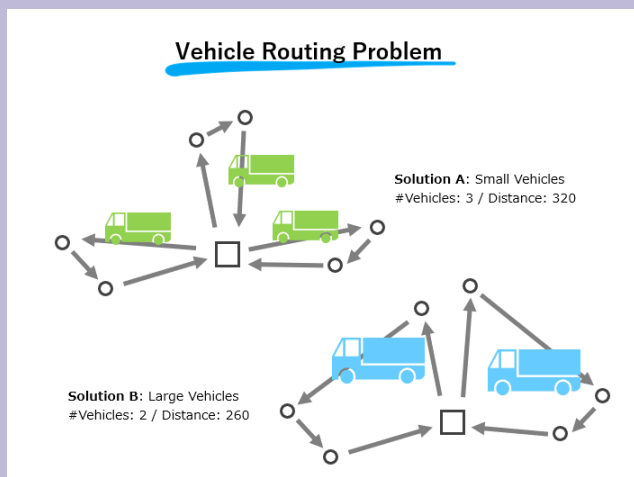 Vehicle Routing Problem
Solution A: Small Vehicles
#Vehicles: 3 / Distance: 320
Solution B: Large Vehicles
#Vehicles: 2 / Distance: 260